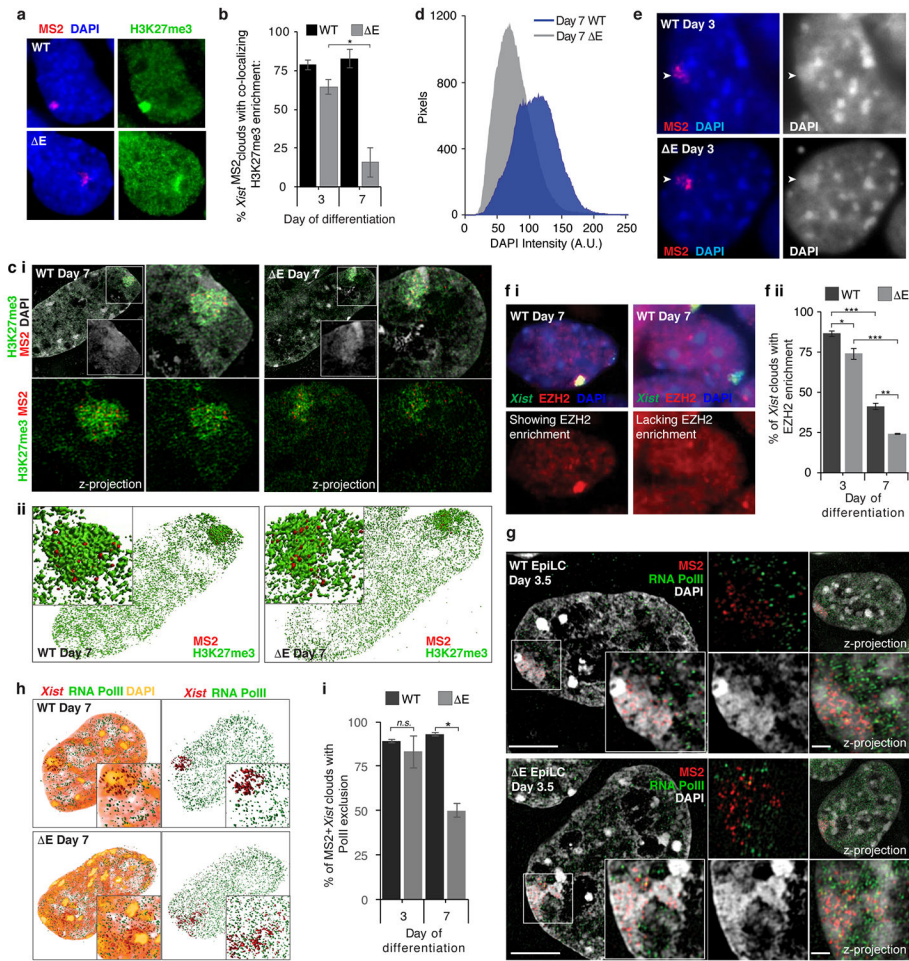 a
MS2 DAPI
H3K27me3
WT
ΔE
b
WT ΔE
*
% Xist MS2 clouds with co-localizing
H3K27me3 enrichment:
100
75
50
25
0
3 7
Day of differentiation
d
Day 7 WT
Day 7 ΔE
Pixels
1200
800
400
0
0 50 100 150 200 250
DAPI Intensity (A.U.)
e
WT Day 3
MS2 DAPI
DAPI
ΔE Day 3
MS2 DAPI
DAPI
c i
WT Day 7
ΔE Day 7
H3K27me3
MS2 DAPI
H3K27me3 MS2
z-projection
z-projection
ii
WT Day 7
MS2
H3K27me3
ΔE Day 7
MS2
H3K27me3
f i
WT Day 7
WT Day 7
Xist EZH2 DAPI
Xist EZH2 DAPI
Showing EZH2
enrichment
Lacking EZH2
enrichment
f ii
WT ΔE
***
*
***
**
% of Xist clouds with
EZH2 enrichment
100
75
50
25
0
3 7
Day of
differentiation
g
WT EpiLC
Day 3.5
MS2
RNA PolII
DAPI
z-projection
z-projection
ΔE EpiLC
Day 3.5
MS2
RNA PolII
DAPI
z-projection
z-projection
h
Xist RNA PolII DAPI
Xist RNA PolII
WT Day 7
ΔE Day 7
i
WT ΔE
n.s.
*
% of MS2+Xist clouds with
PolII exclusion
100
75
50
25
0
3 7
Day of
differentiation